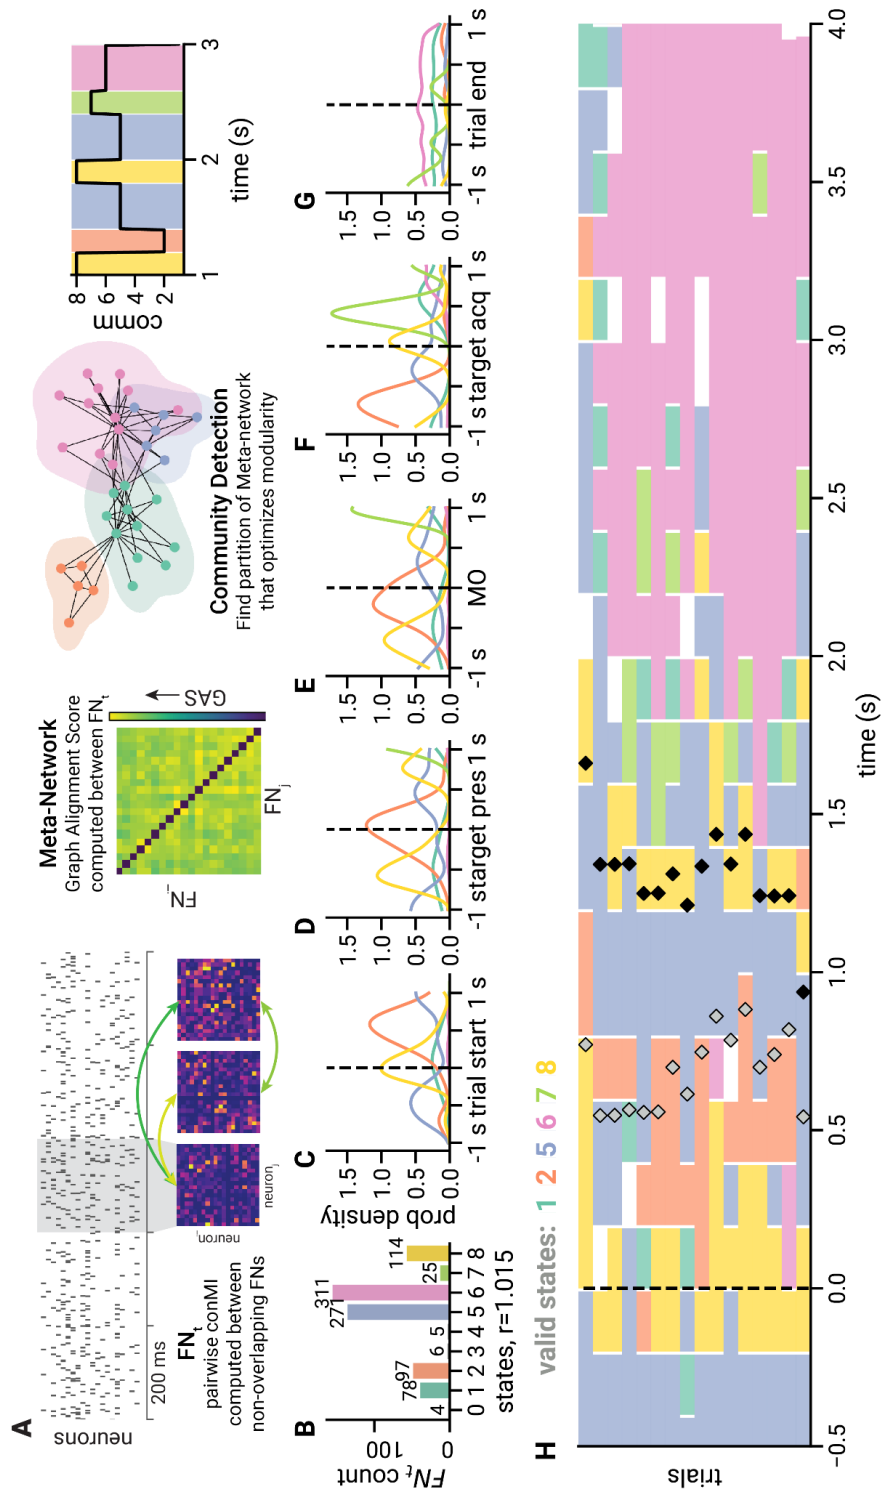 A
neurons
200 ms
FNt
pairwise conMI
computed between
non-overlapping FNs
neuroni
neuronj
Meta-Network
Graph Alignment Score
computed between FNt
FNi
FNj
GAS
Community Detection
Find partition of Meta-network
that optimizes modularity
comm
8
6
4
2
1
2
3
time (s)
B
FNt count
100
0
4
78
97
6
5
271
311
25
114
0 1 2 3 4 5 6 7 8
states, r=1.015
C
prob density
1.5
1.0
0.5
0.0
-1 s trial start 1 s
D
1.5
1.0
0.5
0.0
-1 s target pres 1 s
E
1.5
1.0
0.5
0.0
-1 s MO 1 s
F
1.5
1.0
0.5
0.0
-1 s target acq 1 s
G
1.5
1.0
0.5
0.0
-1 s trial end 1 s
H
valid states: 1 2 5 6 7 8
trials
−0.5
0.0
0.5
1.0
1.5
2.0
2.5
3.0
3.5
4.0
time (s)